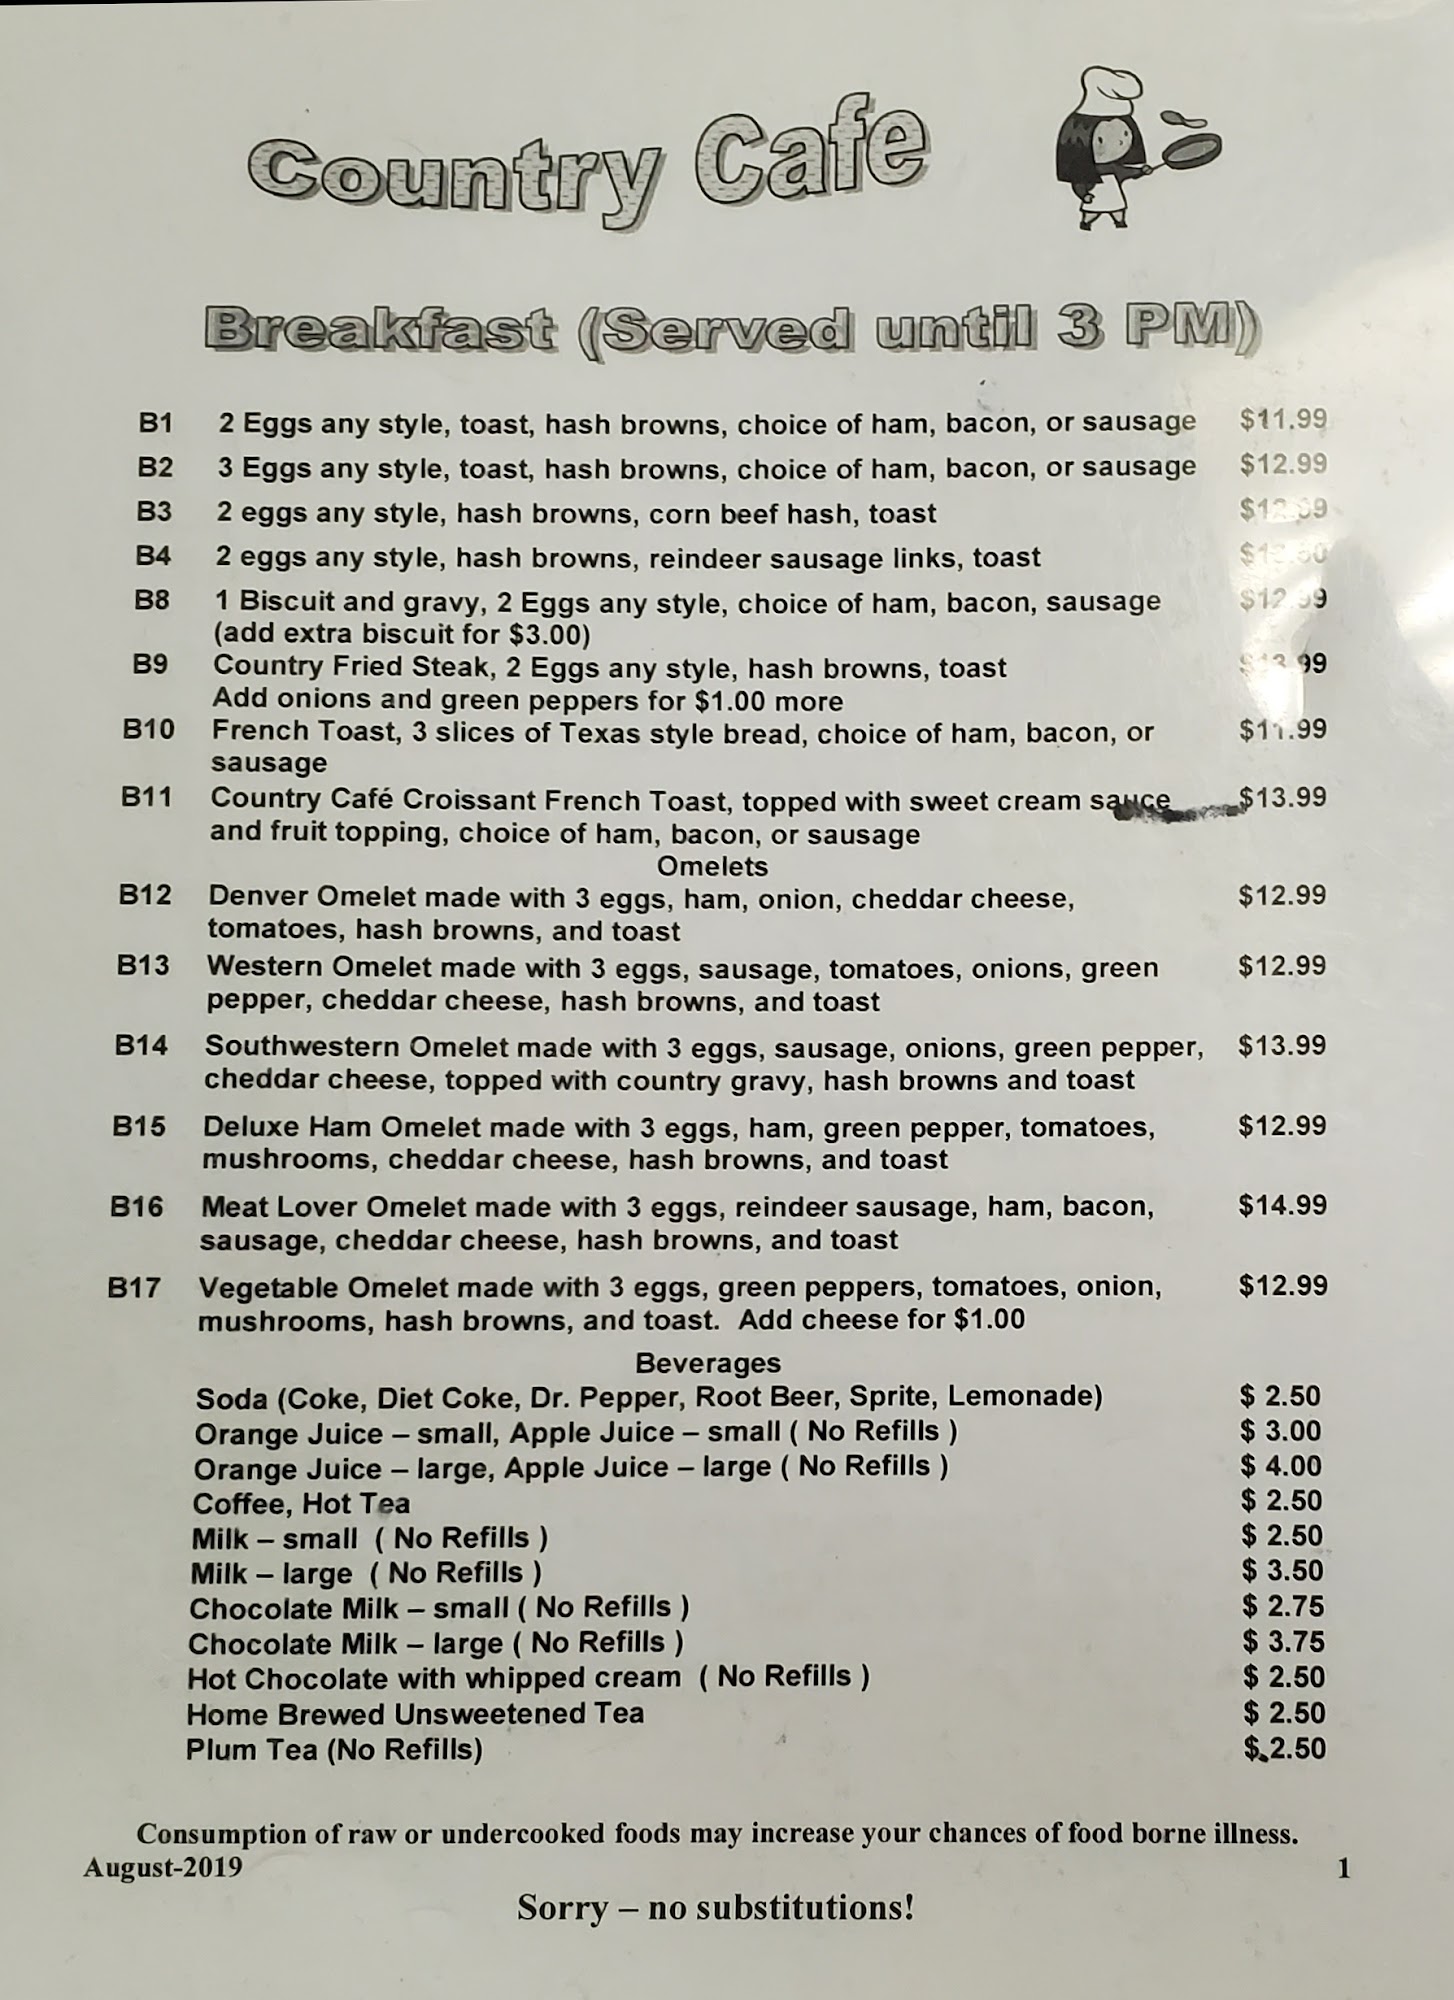 Country Cafe
Breakfast (Served until 3 PM)
B1 2 Eggs any style, toast, hash browns, choice of ham, bacon, or sausage $11.99
B2 3 Eggs any style, toast, hash browns, choice of ham, bacon, or sausage $12.99
B3 2 eggs any style, hash browns, corn beef hash, toast
B4 2 eggs any style, hash browns, reindeer sausage links, toast
B8 1 Biscuit and gravy, 2 Eggs any style, choice of ham, bacon, sausage $12.99
(add extra biscuit for $3.00)
B9 Country Fried Steak, 2 Eggs any style, hash browns, toast $13.99
Add onions and green peppers for $1.00 more
B10 French Toast, 3 slices of Texas style bread, choice of ham, bacon, or $11.99
sausage
B11 Country Café Croissant French Toast, topped with sweet cream sauce $13.99
and fruit topping, choice of ham, bacon, or sausage
Omelets
B12 Denver Omelet made with 3 eggs, ham, onion, cheddar cheese, $12.99
tomatoes, hash browns, and toast
B13 Western Omelet made with 3 eggs, sausage, tomatoes, onions, green $12.99
pepper, cheddar cheese, hash browns, and toast
B14 Southwestern Omelet made with 3 eggs, sausage, onions, green pepper, $13.99
cheddar cheese, topped with country gravy, hash browns and toast
B15 Deluxe Ham Omelet made with 3 eggs, ham, green pepper, tomatoes, $12.99
mushrooms, cheddar cheese, hash browns, and toast
B16 Meat Lover Omelet made with 3 eggs, reindeer sausage, ham, bacon, $14.99
sausage, cheddar cheese, hash browns, and toast
B17 Vegetable Omelet made with 3 eggs, green peppers, tomatoes, onion, $12.99
mushrooms, hash browns, and toast. Add cheese for $1.00
Beverages
Soda (Coke, Diet Coke, Dr. Pepper, Root Beer, Sprite, Lemonade) $ 2.50
Orange Juice – small, Apple Juice – small ( No Refills ) $ 3.00
Orange Juice – large, Apple Juice – large ( No Refills ) $ 4.00
Coffee, Hot Tea $ 2.50
Milk – small ( No Refills ) $ 2.50
Milk – large ( No Refills ) $ 3.50
Chocolate Milk – small ( No Refills ) $ 2.75
Chocolate Milk – large ( No Refills ) $ 3.75
Hot Chocolate with whipped cream ( No Refills ) $ 2.50
Home Brewed Unsweetened Tea $ 2.50
Plum Tea (No Refills) $ 2.50
Consumption of raw or undercooked foods may increase your chances of food borne illness.
August-2019 1
Sorry – no substitutions!